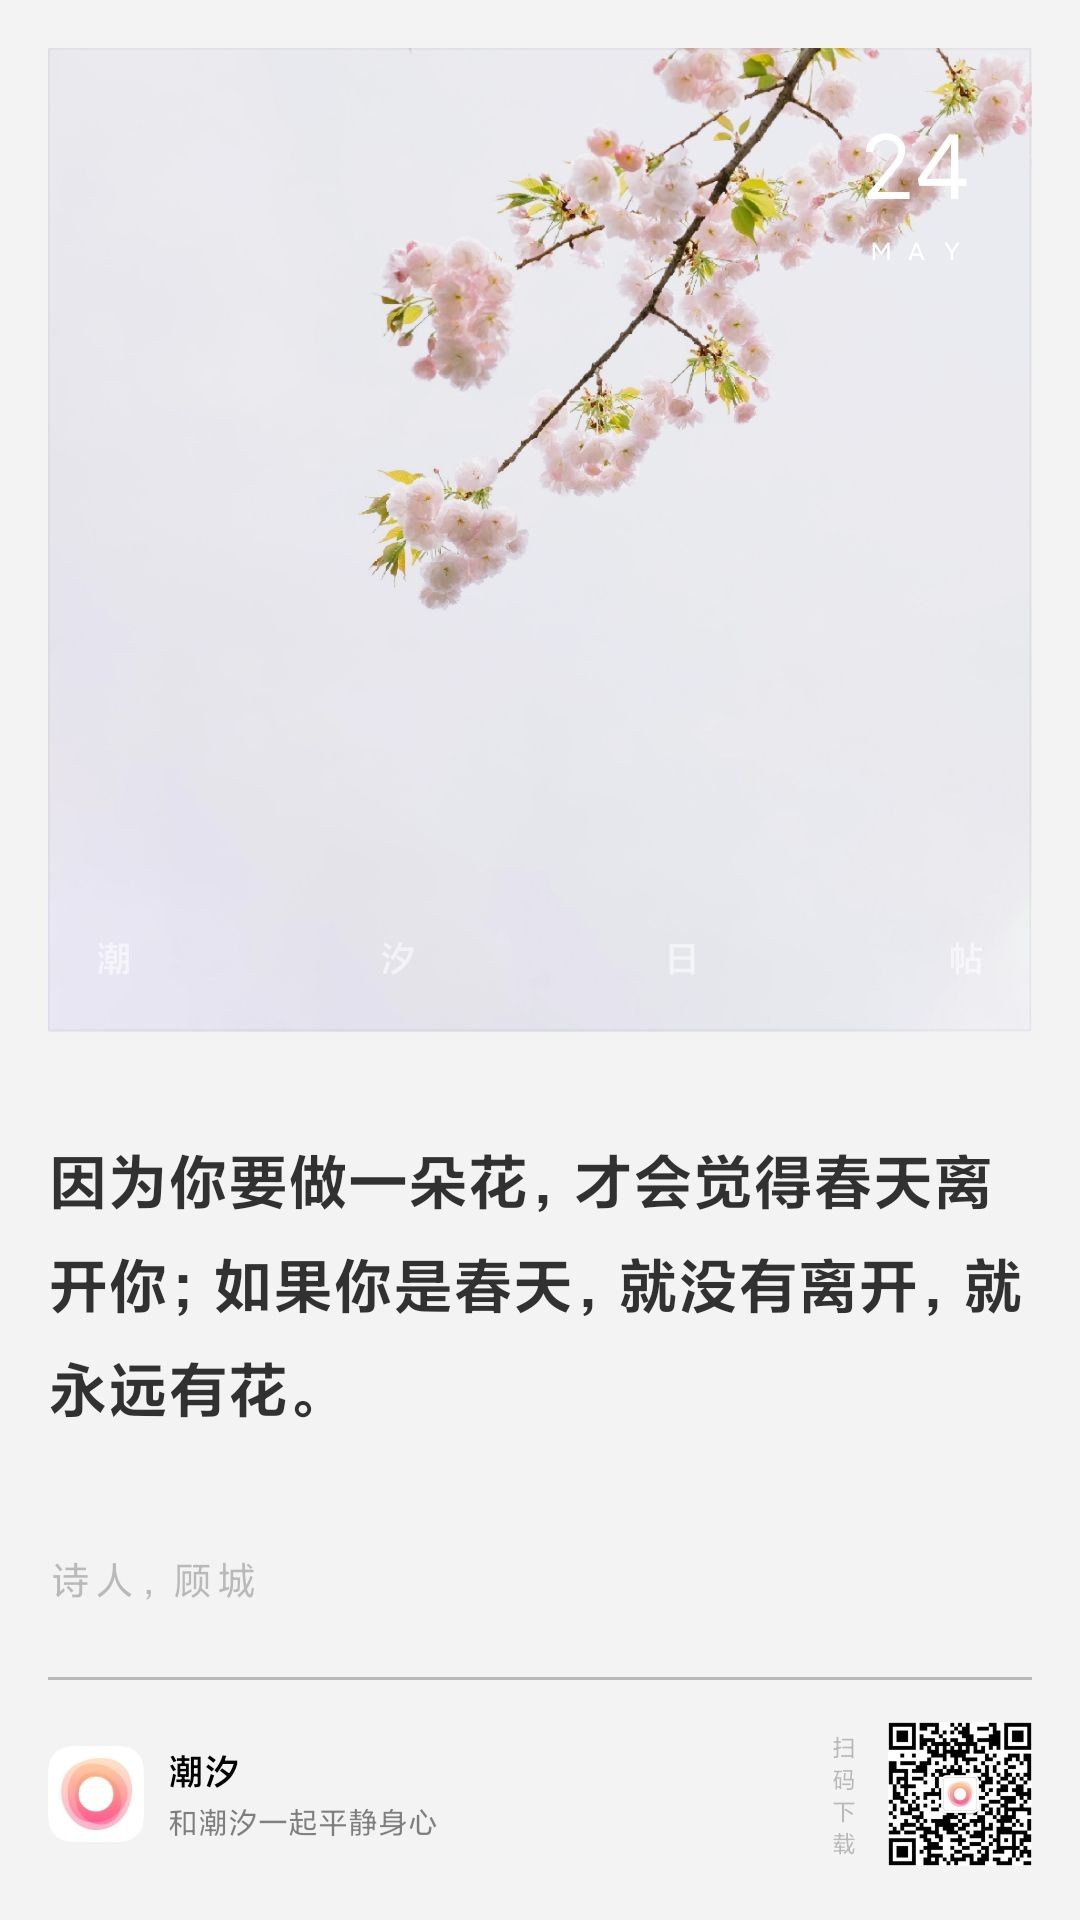 24
MAY
潮 汐 日 帖
因为你要做一朵花，才会觉得春天离
开你；如果你是春天，就没有离开，就
永远有花。
诗人，顾城
潮汐
和潮汐一起平静身心
扫码下载